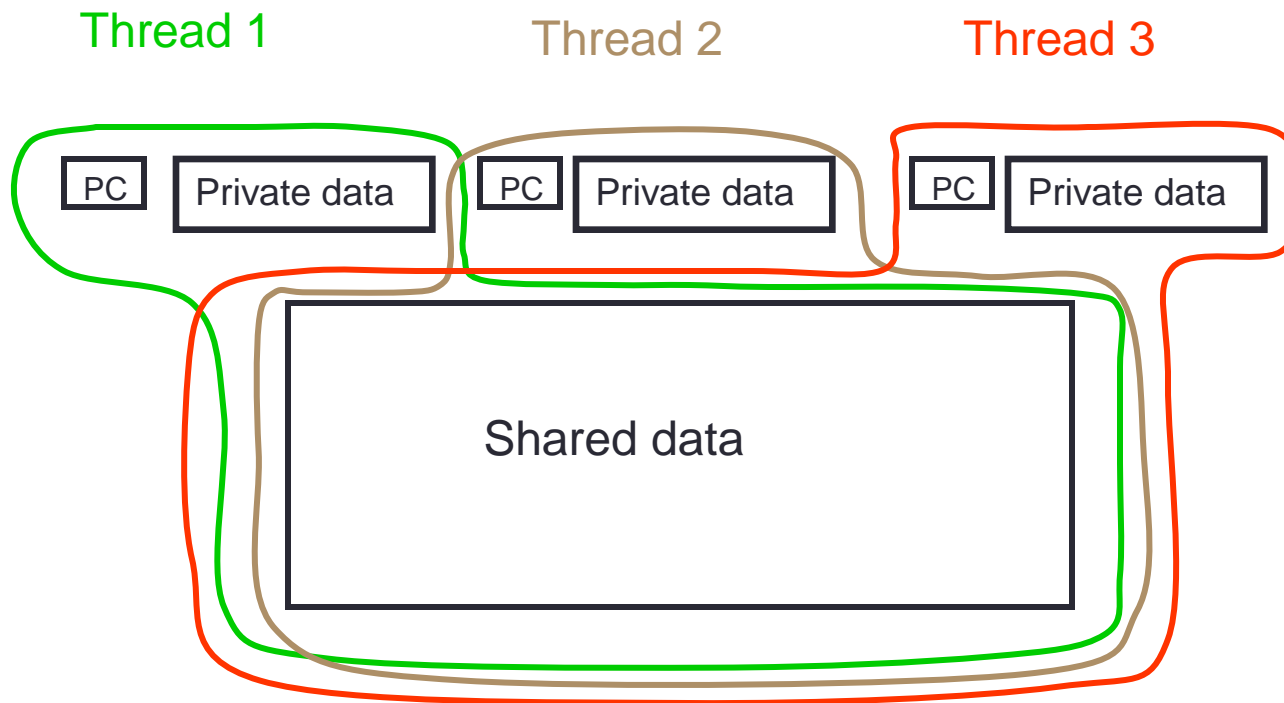 Thread 1 Thread 2 Thread 3
PC Private data PC Private data PC Private data
Shared data